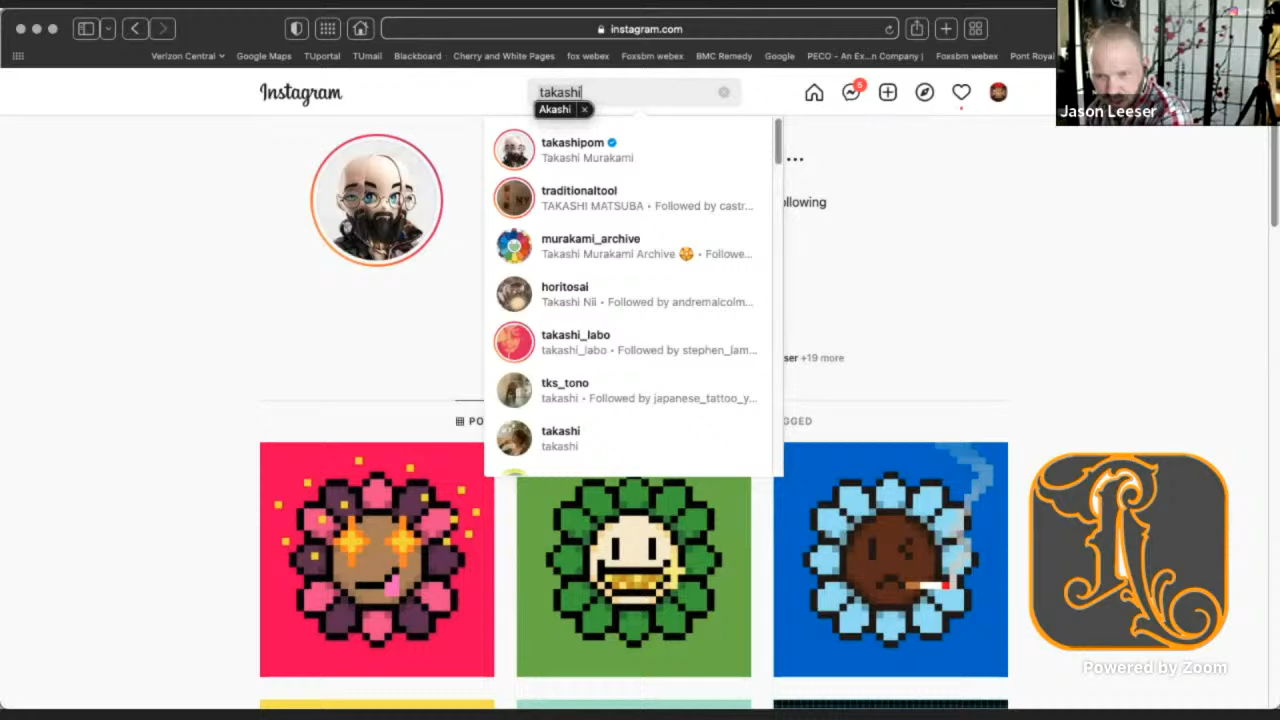 instagram.com
Verizon Central
Google Maps
TUportal
TUmail
Blackboard
Cherry and White Pages
fox webex
Foxsbm webex
BMC Remedy
Google
PECO - An Ex...n Company |
Foxsbm webex
Pont Royal
Jason Leeser
Instagram
takashi
Akashi ×
5
takashipom
Takashi Murakami
...
traditionaltool
TAKASHI MATSUBA • Followed by castr...
ollowing
murakami_archive
Takashi Murakami Archive • Followe...
horitosai
Takashi Nii • Followed by andremalcolm...
takashi_labo
takashi_labo • Followed by stephen_lam...
ser +19 more
tks_tono
takashi • Followed by japanese_tattoo_y...
PO
GGED
takashi
takashi
Powered by Zoom